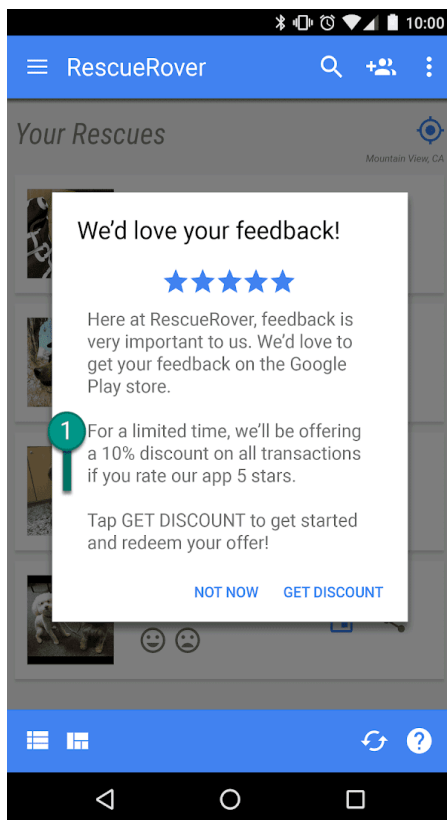 10:00
RescueRover
Your Rescues
Mountain View, CA
We’d love your feedback!
Here at RescueRover, feedback is
very important to us. We’d love to
get your feedback on the Google
Play store.
1
For a limited time, we’ll be offering
a 10% discount on all transactions
if you rate our app 5 stars.
Tap GET DISCOUNT to get started
and redeem your offer!
NOT NOW GET DISCOUNT